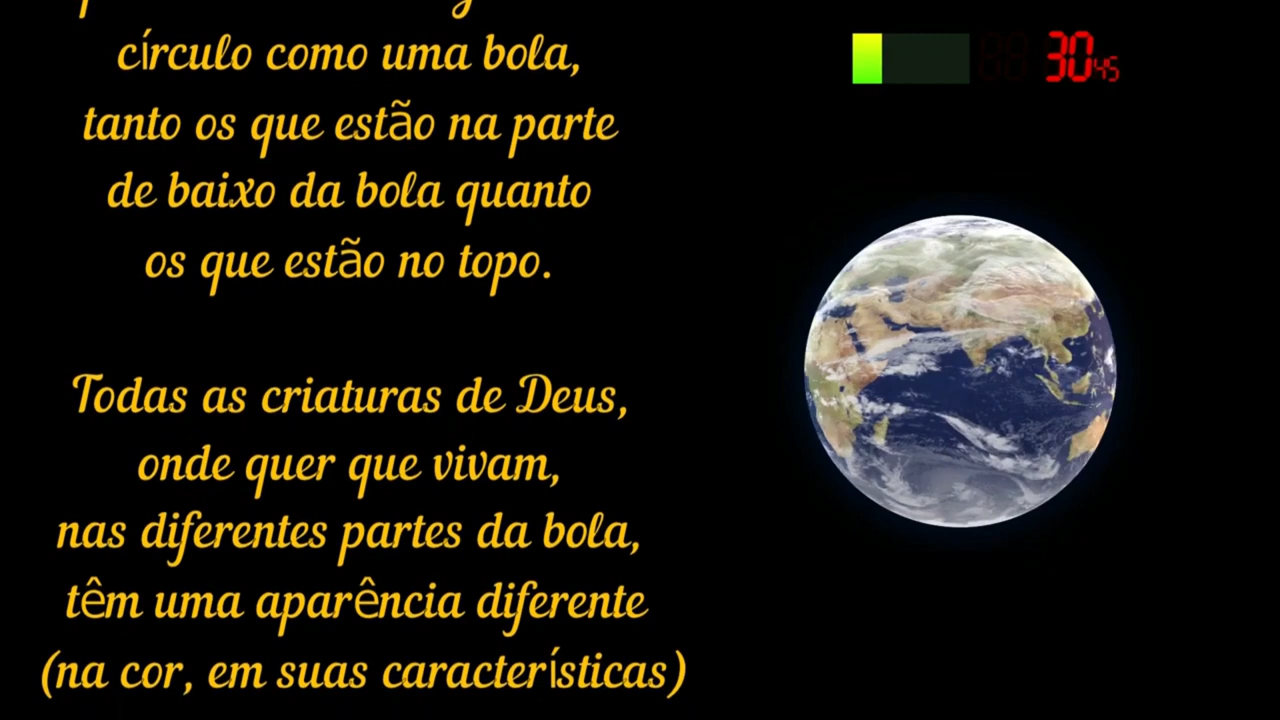 círculo como uma bola,
tanto os que estão na parte
de baixo da bola quanto
os que estão no topo.
Todas as criaturas de Deus,
onde quer que vivam,
nas diferentes partes da bola,
têm uma aparência diferente
(na cor, em suas características)
3045